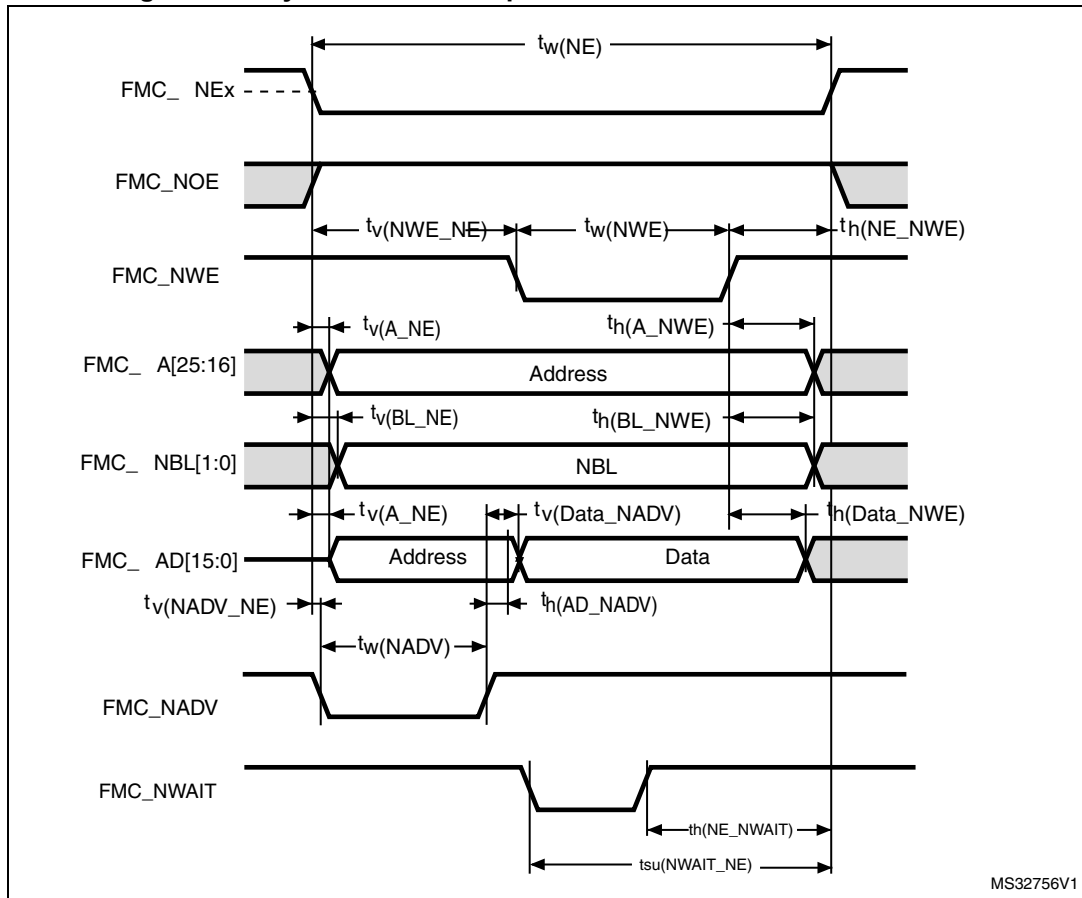 tw(NE)
FMC_ NEx
FMC_NOE
tv(NWE_NE)
tw(NWE)
th(NE_NWE)
FMC_NWE
tv(A_NE)
th(A_NWE)
FMC_ A[25:16]
Address
tv(BL_NE)
th(BL_NWE)
FMC_ NBL[1:0]
NBL
tv(A_NE)
tv(Data_NADV)
th(Data_NWE)
FMC_ AD[15:0]
Address
Data
tv(NADV_NE)
th(AD_NADV)
tw(NADV)
FMC_NADV
FMC_NWAIT
th(NE_NWAIT)
tsu(NWAIT_NE)
MS32756V1